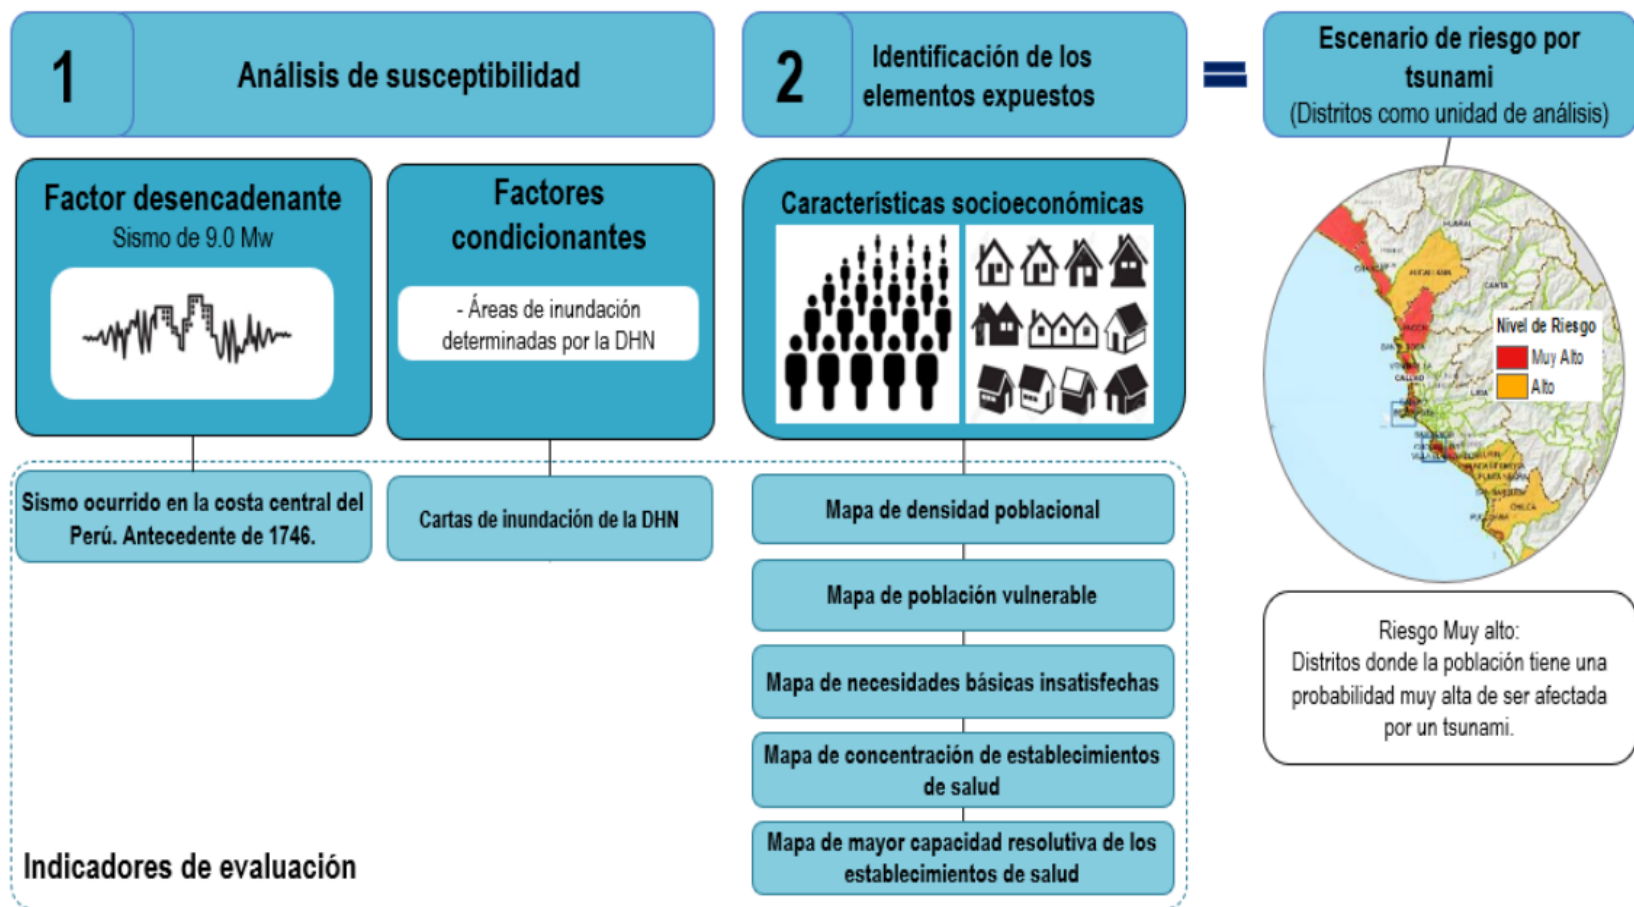 1
Análisis de susceptibilidad
2
Identificación de los
elementos expuestos
Escenario de riesgo por
tsunami
(Distritos como unidad de análisis)
Factor desencadenante
Sismo de 9.0 Mw
Factores
condicionantes
- Áreas de inundación
determinadas por la DHN
Características socioeconómicas
HUARAL
CANTA
Nivel de Riesgo
Muy Alto
Alto
CALLAO
LIMA
CHILCA
Sismo ocurrido en la costa central del
Perú. Antecedente de 1746.
Cartas de inundación de la DHN
Mapa de densidad poblacional
Mapa de población vulnerable
Mapa de necesidades básicas insatisfechas
Mapa de concentración de establecimientos
de salud
Mapa de mayor capacidad resolutiva de los
establecimientos de salud
Riesgo Muy alto:
Distritos donde la población tiene una
probabilidad muy alta de ser afectada
por un tsunami.
Indicadores de evaluación